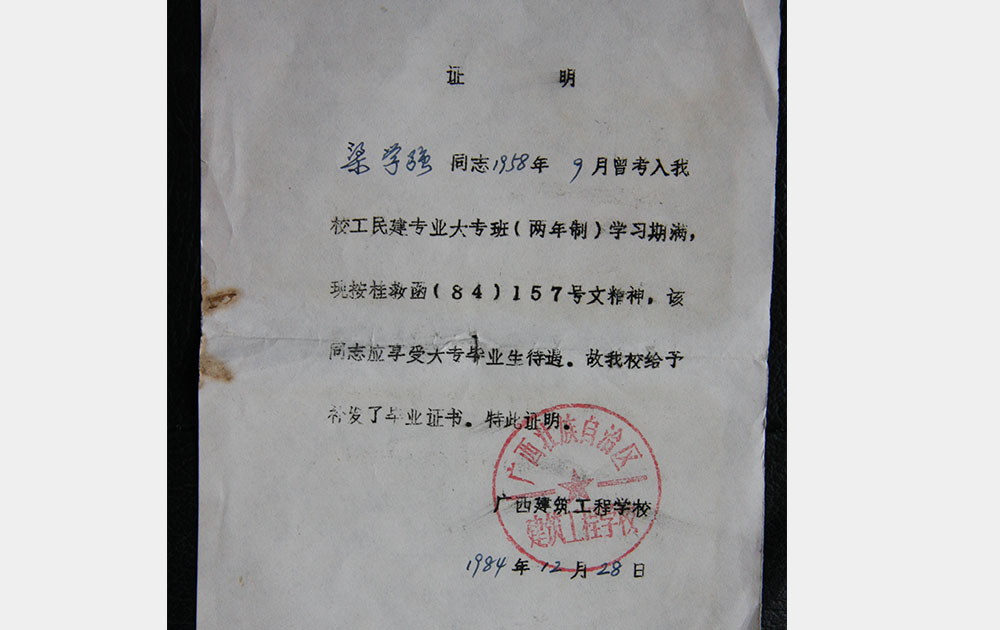 证 明
梁学强 同志1958年 9月曾考入我
校工民建专业大专班(两年制)学习期满,
现按桂教函(84)157号文精神,该
同志应享受大专毕业生待遇。故我校给予
补发了毕业证书。特此证明。
广西壮族自治区
广西建筑工程学校
建筑工程学校
1984年12月28日